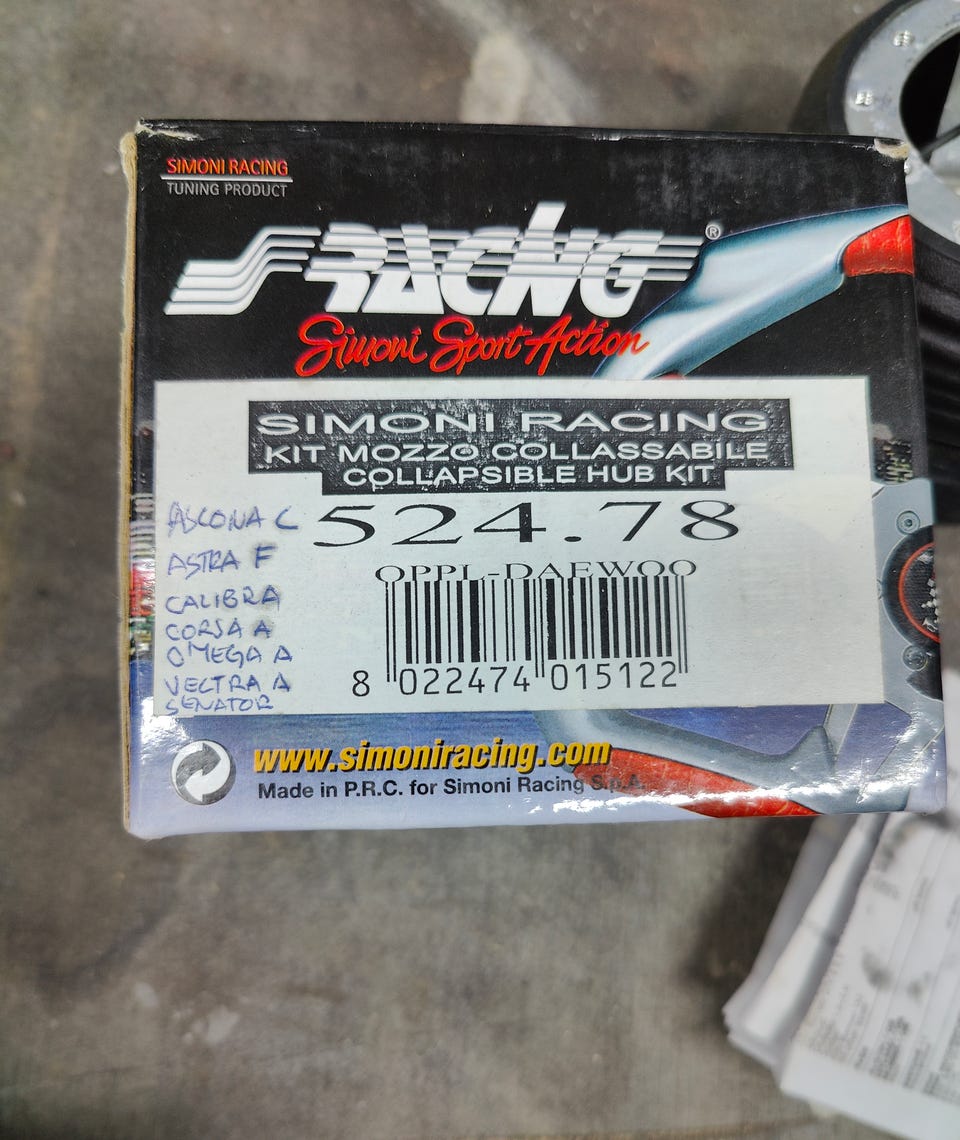 SIMONI RACING
TUNING PRODUCT
RACING®
Simoni Sport Action
SIMONI RACING
KIT MOZZO COLLASSABILE
COLLAPSIBLE HUB KIT
524.78
OPPL-DAEWOO
ASCONA C
ASTRA F
CALIBRA
CORSA A
OMEGA A
VECTRA A
SENATOR
8 022474 015122
www.simoniracing.com
Made in P.R.C. for Simoni Racing S.p.A.